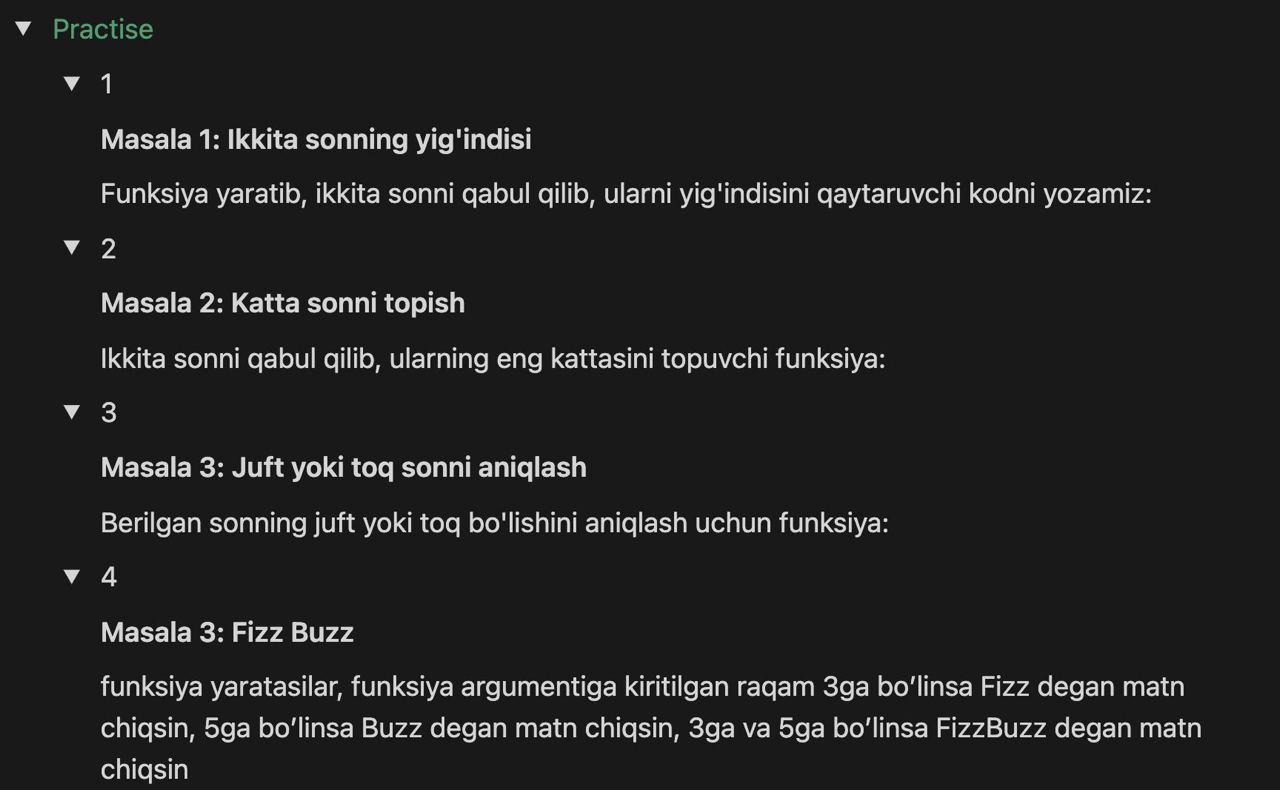 Practise
1
Masala 1: Ikkita sonning yig'indisi
Funksiya yaratib, ikkita sonni qabul qilib, ularni yig'indisini qaytaruvchi kodni yozamiz:
2
Masala 2: Katta sonni topish
Ikkita sonni qabul qilib, ularning eng kattasini topuvchi funksiya:
3
Masala 3: Juft yoki toq sonni aniqlash
Berilgan sonning juft yoki toq bo'lishini aniqlash uchun funksiya:
4
Masala 3: Fizz Buzz
funksiya yaratasilar, funksiya argumentiga kiritilgan raqam 3ga bo’linsa Fizz degan matn
chiqsin, 5ga bo’linsa Buzz degan matn chiqsin, 3ga va 5ga bo’linsa FizzBuzz degan matn
chiqsin